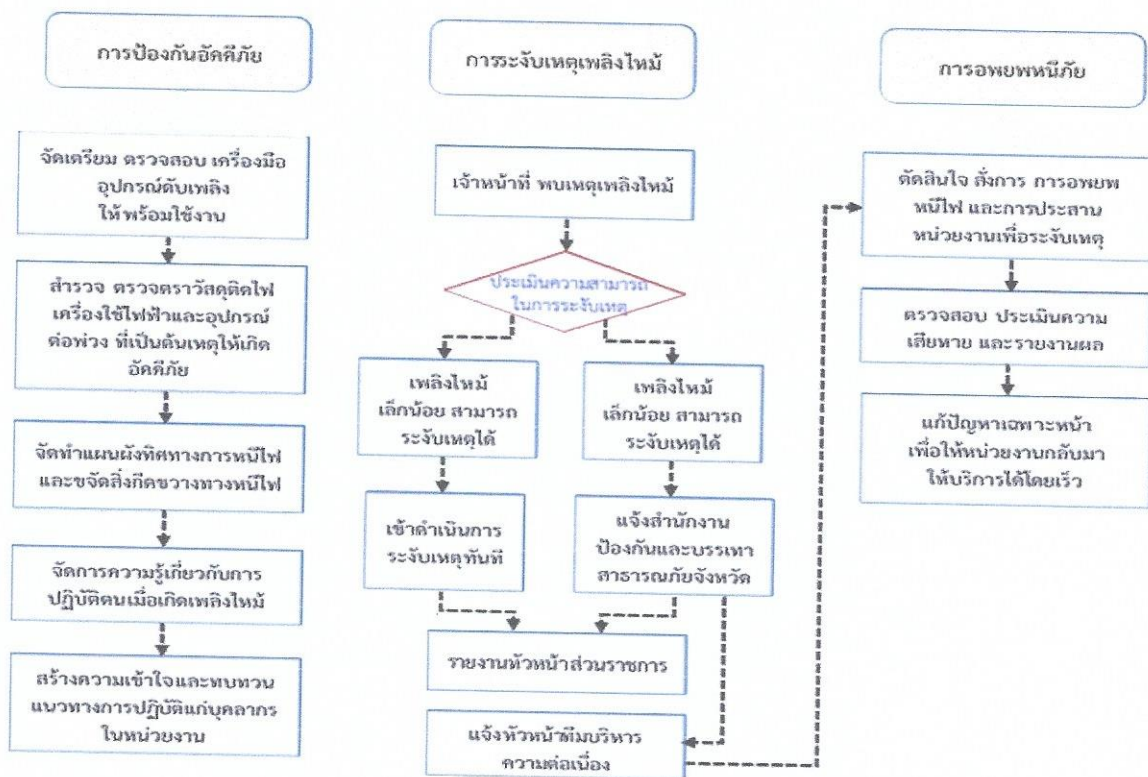 การป้องกันอัคคีภัย
จัดเตรียม ตรวจสอบ เครื่องมือ
อุปกรณ์ดับเพลิง
ให้พร้อมใช้งาน
สำรวจ ตรวจตราวัสดุติดไฟ
เครื่องใช้ไฟฟ้าและอุปกรณ์
ต่อพ่วง ที่เป็นต้นเหตุให้เกิด
อัคคีภัย
จัดทำแผนผังทิศทางการหนีไฟ
และขจัดสิ่งกีดขวางทางหนีไฟ
จัดการความรู้เกี่ยวกับการ
ปฏิบัติตนเมื่อเกิดเพลิงไหม้
สร้างความเข้าใจและทบทวน
แนวทางการปฏิบัติแก่บุคลากร
ในหน่วยงาน
การระงับเหตุเพลิงไหม้
เจ้าหน้าที่ พบเหตุเพลิงไหม้
ประเมินความสามารถ
ในการระงับเหตุ
เพลิงไหม้
เล็กน้อย สามารถ
ระงับเหตุได้
เข้าดำเนินการ
ระงับเหตุทันที
เพลิงไหม้
เล็กน้อย สามารถ
ระงับเหตุได้
แจ้งสำนักงาน
ป้องกันและบรรเทา
สาธารณภัยจังหวัด
รายงานหัวหน้าส่วนราชการ
แจ้งหัวหน้าทีมบริหาร
ความต่อเนื่อง
การอพยพหนีภัย
ตัดสินใจ สั่งการ การอพยพ
หนีไฟ และการประสาน
หน่วยงานเพื่อระงับเหตุ
ตรวจสอบ ประเมินความ
เสียหาย และรายงานผล
แก้ปัญหาเฉพาะหน้า
เพื่อให้หน่วยงานกลับมา
ให้บริการได้โดยเร็ว